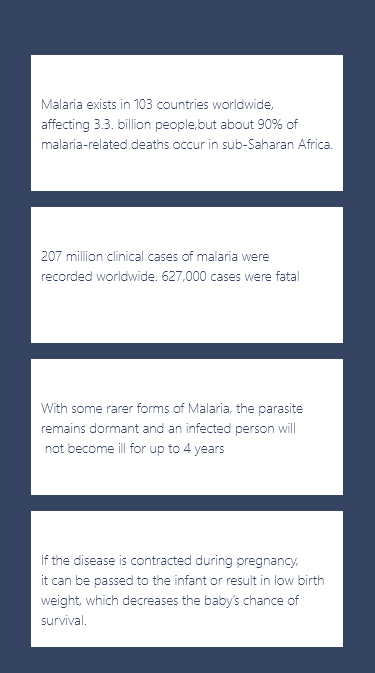 Malaria exists in 103 countries worldwide,
affecting 3.3. billion people,but about 90% of
malaria-related deaths occur in sub-Saharan Africa.
207 million clinical cases of malaria were
recorded worldwide. 627,000 cases were fatal
With some rarer forms of Malaria, the parasite
remains dormant and an infected person will
not become ill for up to 4 years
If the disease is contracted during pregnancy,
it can be passed to the infant or result in low birth
weight, which decreases the baby’s chance of
survival.